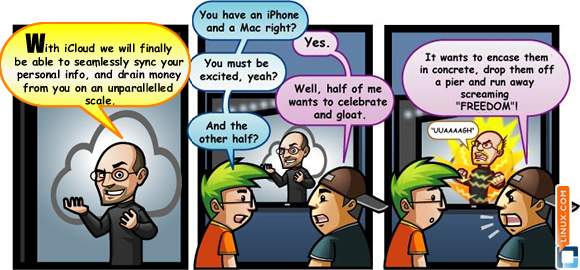 With iCloud we will finally
be able to seamlessly sync your
personal info, and drain money
from you on an unparallelled
scale.
You have an iPhone
and a Mac right?
Yes.
You must be
excited, yeah?
Well, half of me
wants to celebrate
and gloat.
And the
other half?
It wants to encase them
in concrete, drop them off
a pier and run away
screaming
"FREEDOM"!
"UUAAAAGH"
LINUX.COM